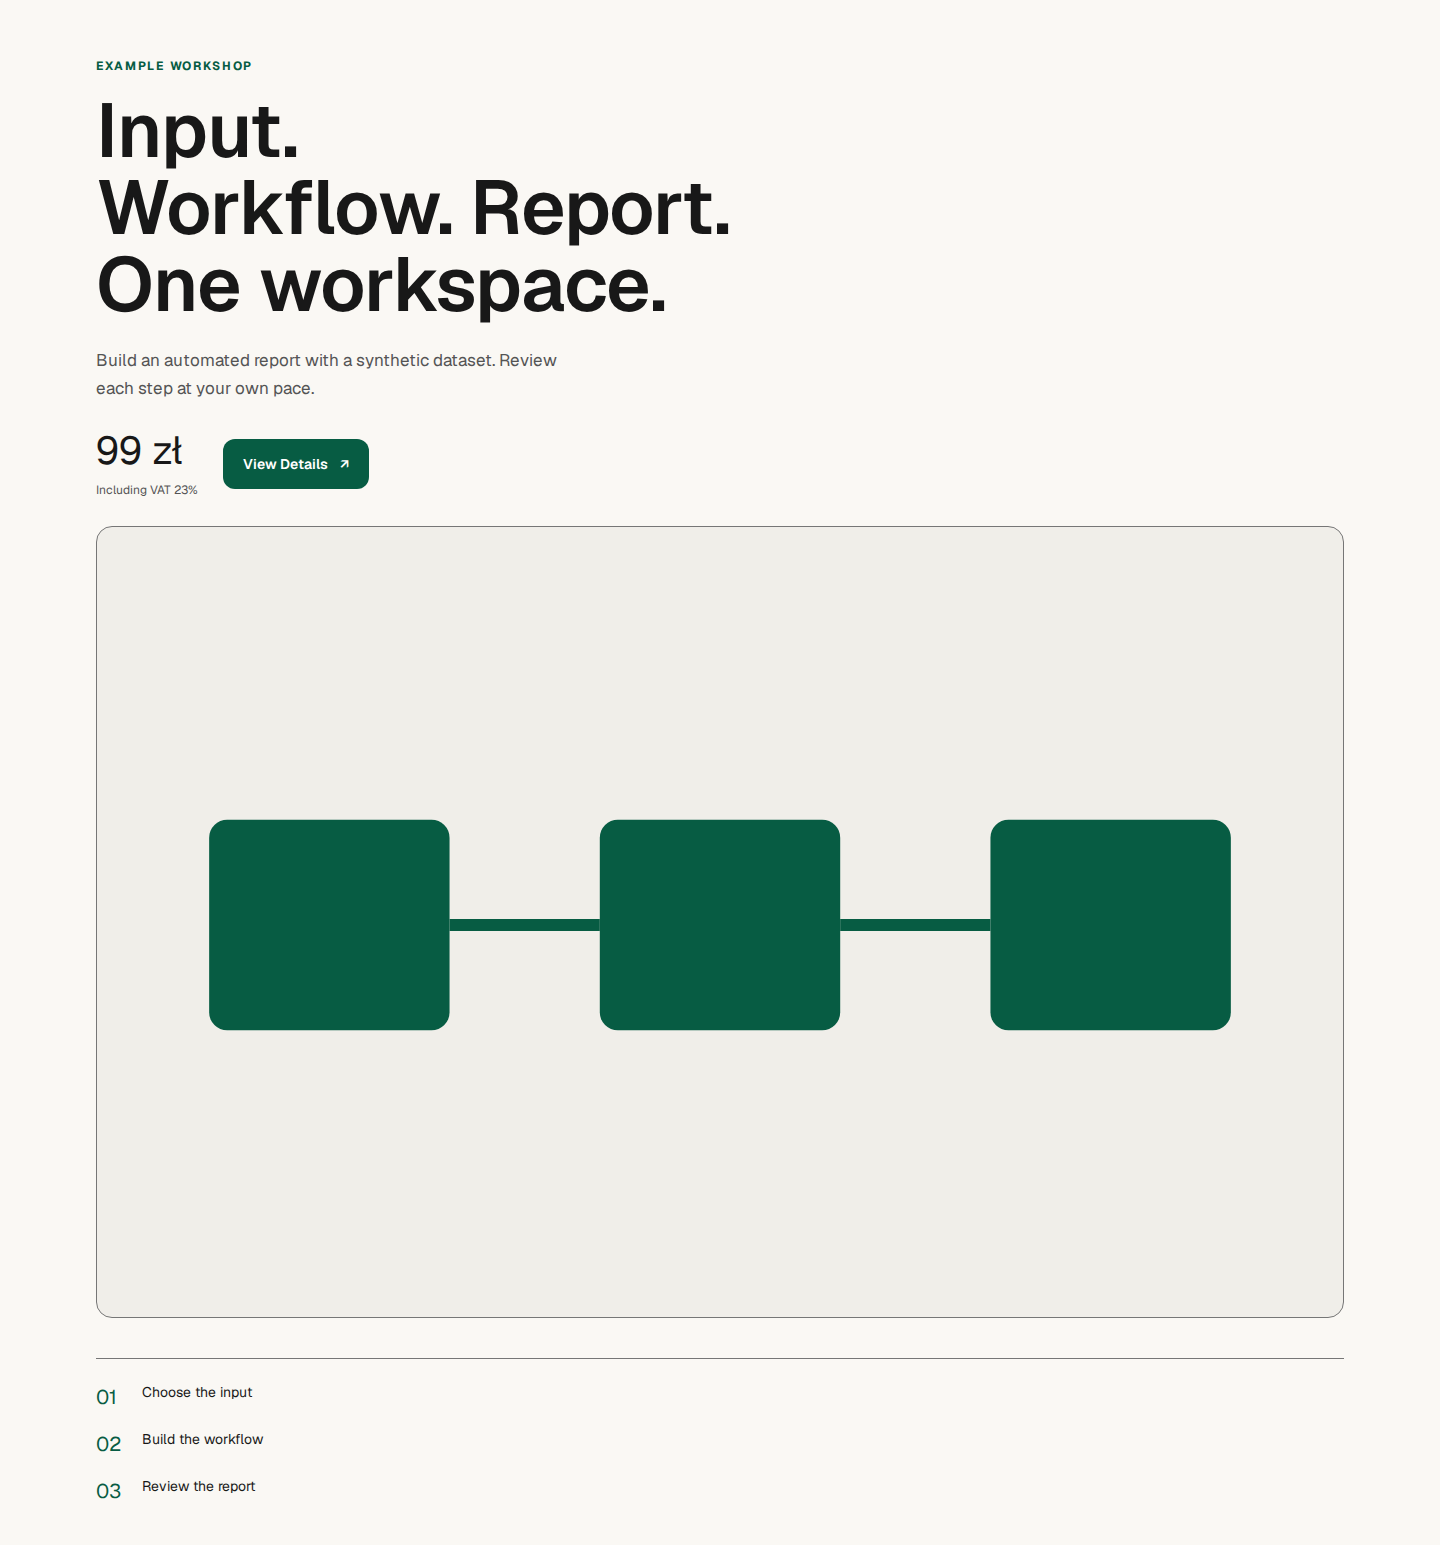 EXAMPLE WORKSHOP
Input.
Workflow. Report.
One workspace.
Build an automated report with a synthetic dataset. Review
each step at your own pace.
99 zł
Including VAT 23%
View Details ↗
01 Choose the input
02 Build the workflow
03 Review the report